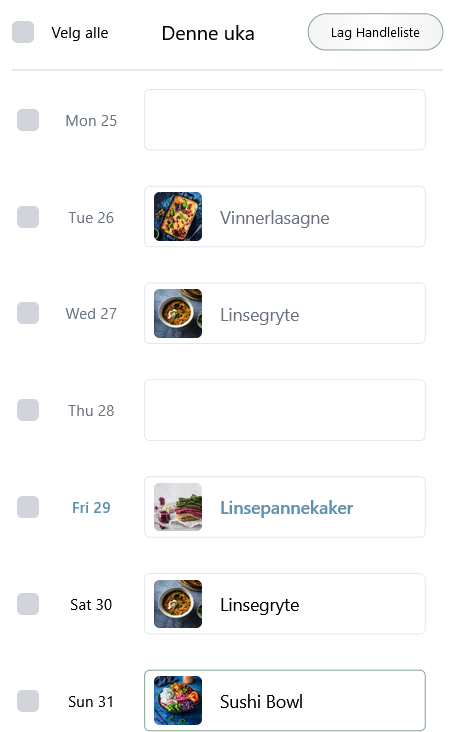 Velg alle
Denne uka
Lag Handleliste
Mon 25
Tue 26
Vinnerlasagne
Wed 27
Linsegryte
Thu 28
Fri 29
Linsepannekaker
Sat 30
Linsegryte
Sun 31
Sushi Bowl